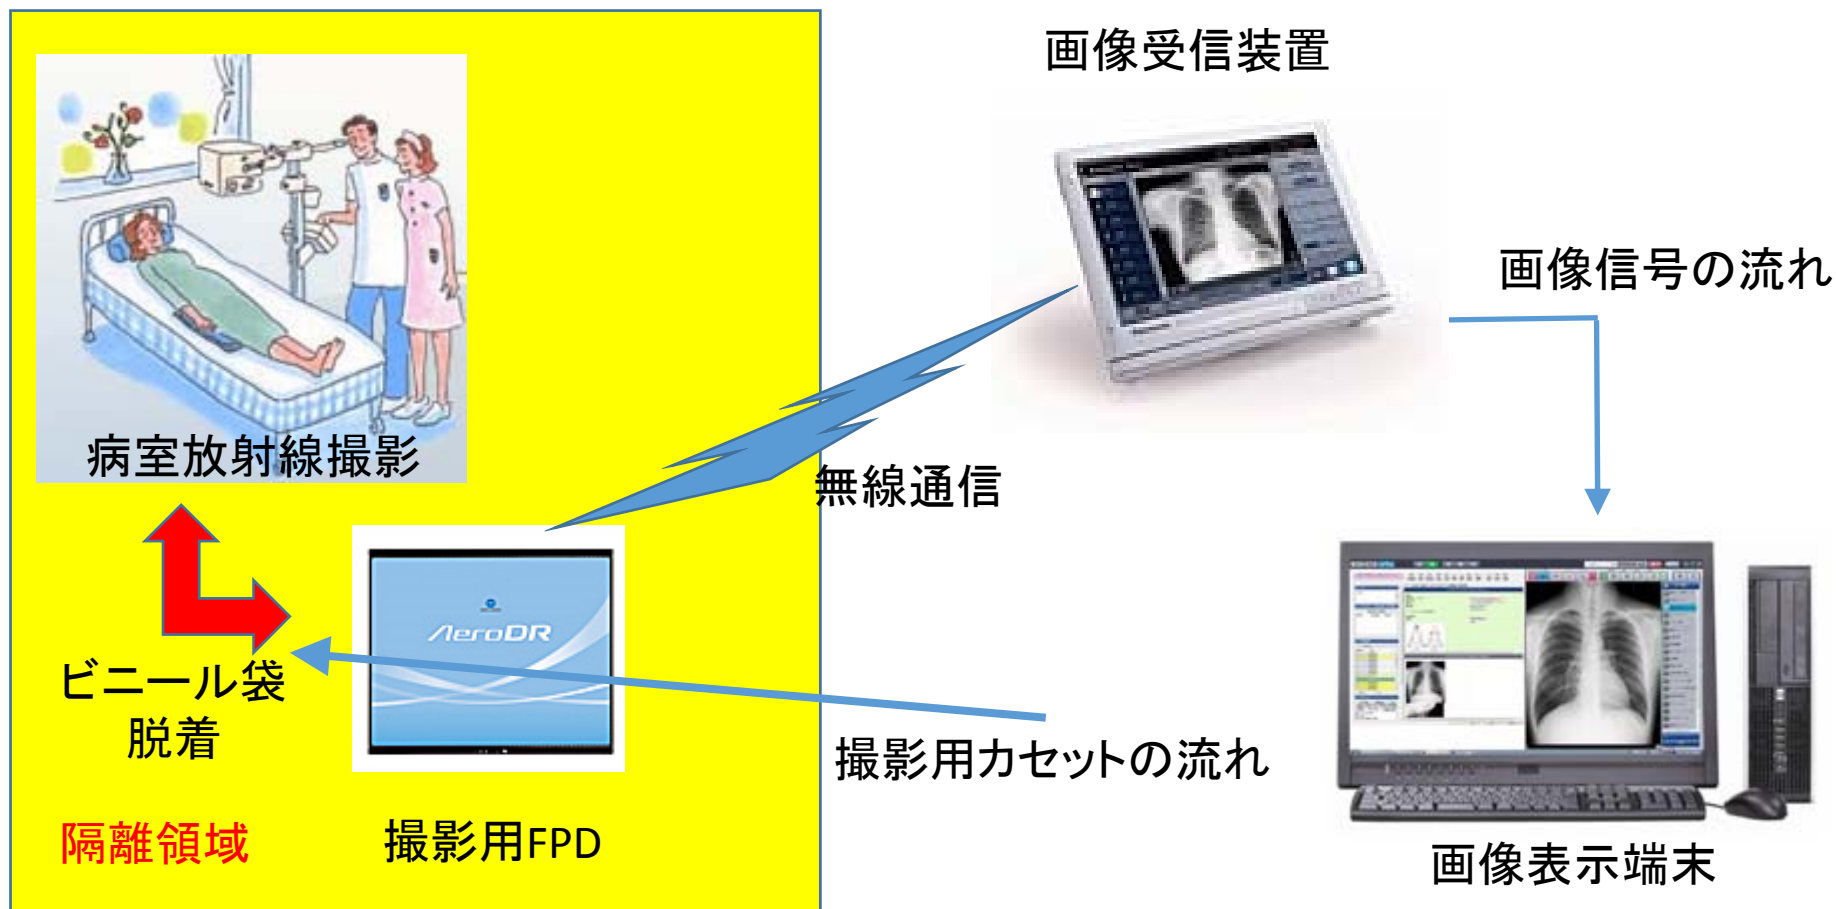 画像受信装置
画像信号の流れ
病室放射線撮影
無線通信
AeroDR
ビニール袋
脱着
撮影用カセットの流れ
隔離領域
撮影用FPD
画像表示端末